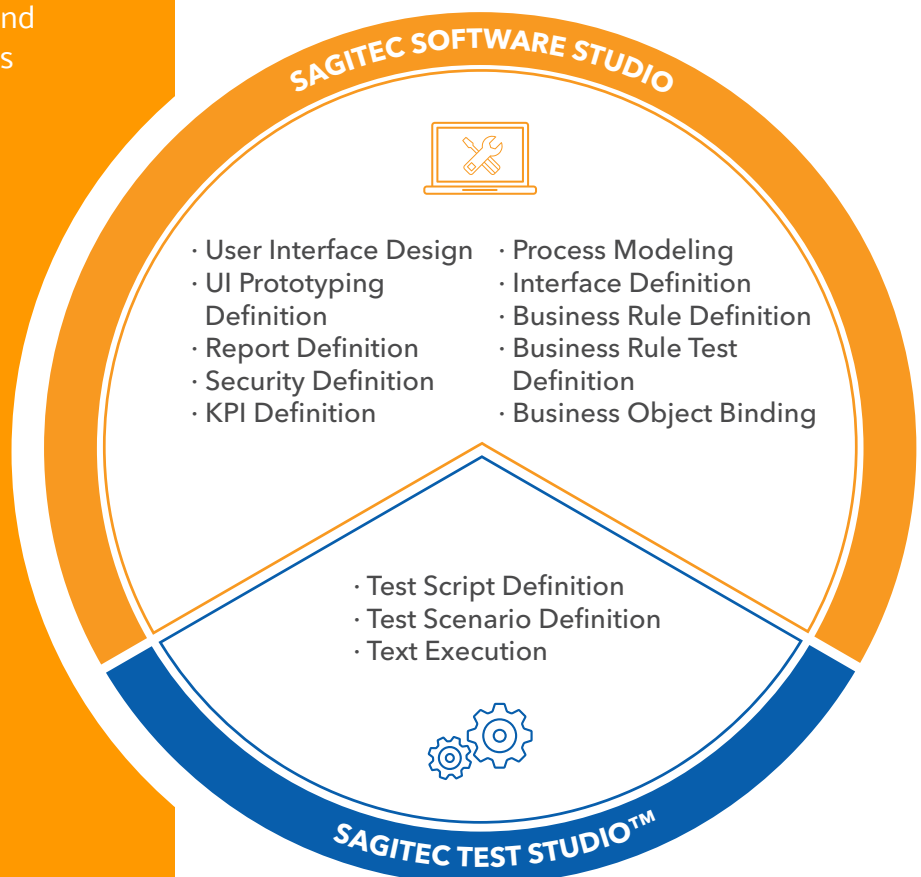 nd
s
SAGITEC SOFTWARE STUDIO
· User Interface Design
· UI Prototyping
Definition
· Report Definition
· Security Definition
· KPI Definition
· Process Modeling
· Interface Definition
· Business Rule Definition
· Business Rule Test
Definition
· Business Object Binding
· Test Script Definition
· Test Scenario Definition
· Text Execution
SAGITEC TEST STUDIO™